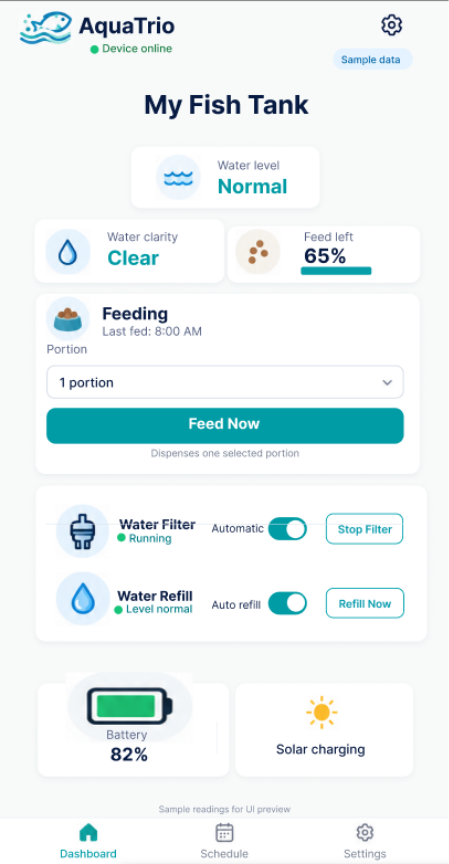 AquaTrio
Device online
Sample data
My Fish Tank
Water level
Normal
Water clarity
Clear
Feed left
65%
Feeding
Last fed: 8:00 AM
Portion
1 portion
Feed Now
Dispenses one selected portion
Water Filter
Running
Automatic
Stop Filter
Water Refill
Level normal
Auto refill
Refill Now
Battery
82%
Solar charging
Sample readings for UI preview
Dashboard
Schedule
Settings